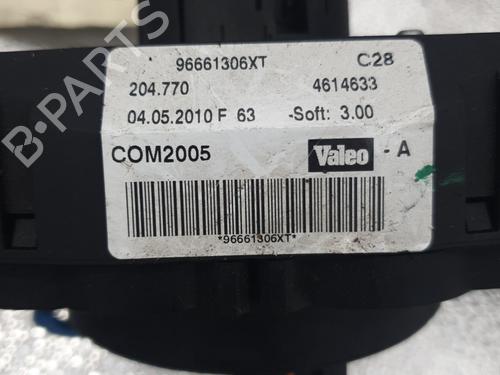 96661306XT C28
204.770 4614633
04.05.2010 F 63 -Soft: 3.00
COM2005 Valeo - A
*96661306XT*
B-Parts